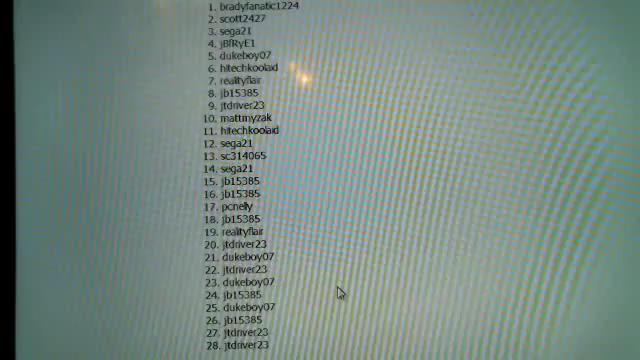 1. bradyfanatic1224
2. scott2427
3. sega21
4. jBfRyE1
5. dukeboy07
6. hitechkoolaid
7. realityflair
8. jb15385
9. jtdriver23
10. mattmyzak
11. hitechkoolaid
12. sega21
13. sc314065
14. sega21
15. jb15385
16. jb15385
17. pcnelly
18. jb15385
19. realityflair
20. jtdriver23
21. dukeboy07
22. jtdriver23
23. dukeboy07
24. jb15385
25. dukeboy07
26. jb15385
27. jtdriver23
28. jtdriver23